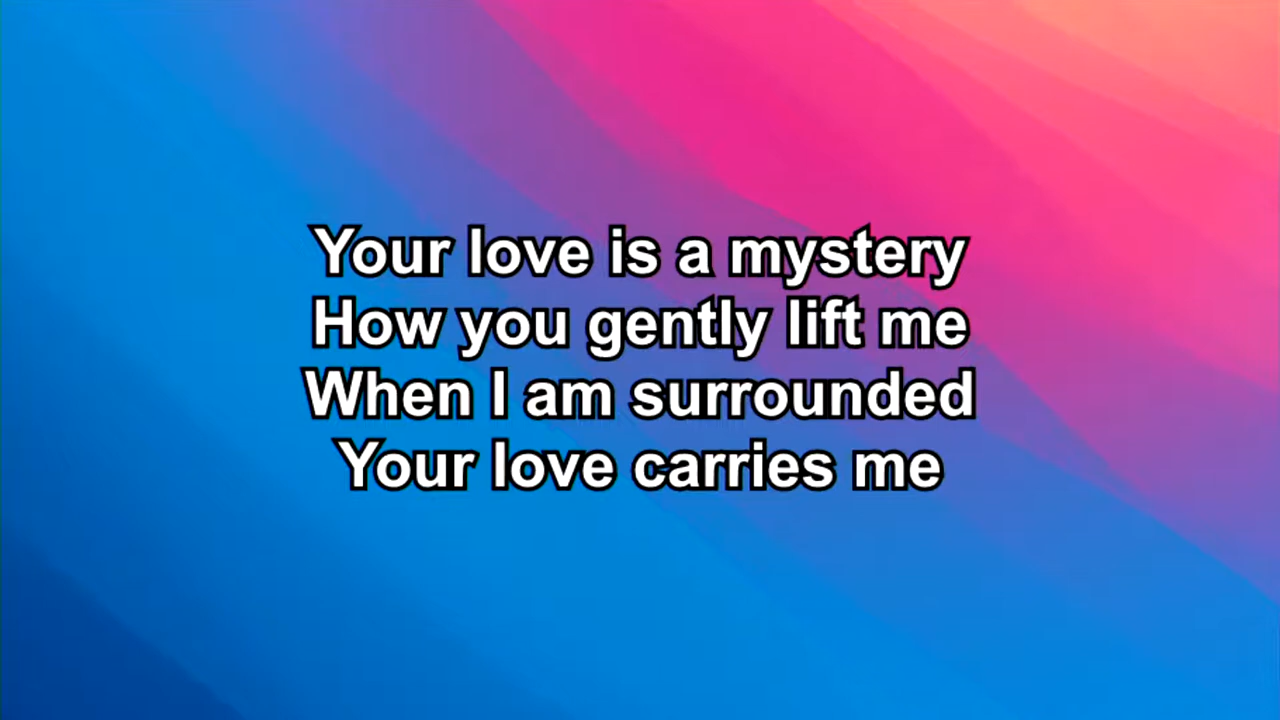 Your love is a mystery
How you gently lift me
When I am surrounded
Your love carries me